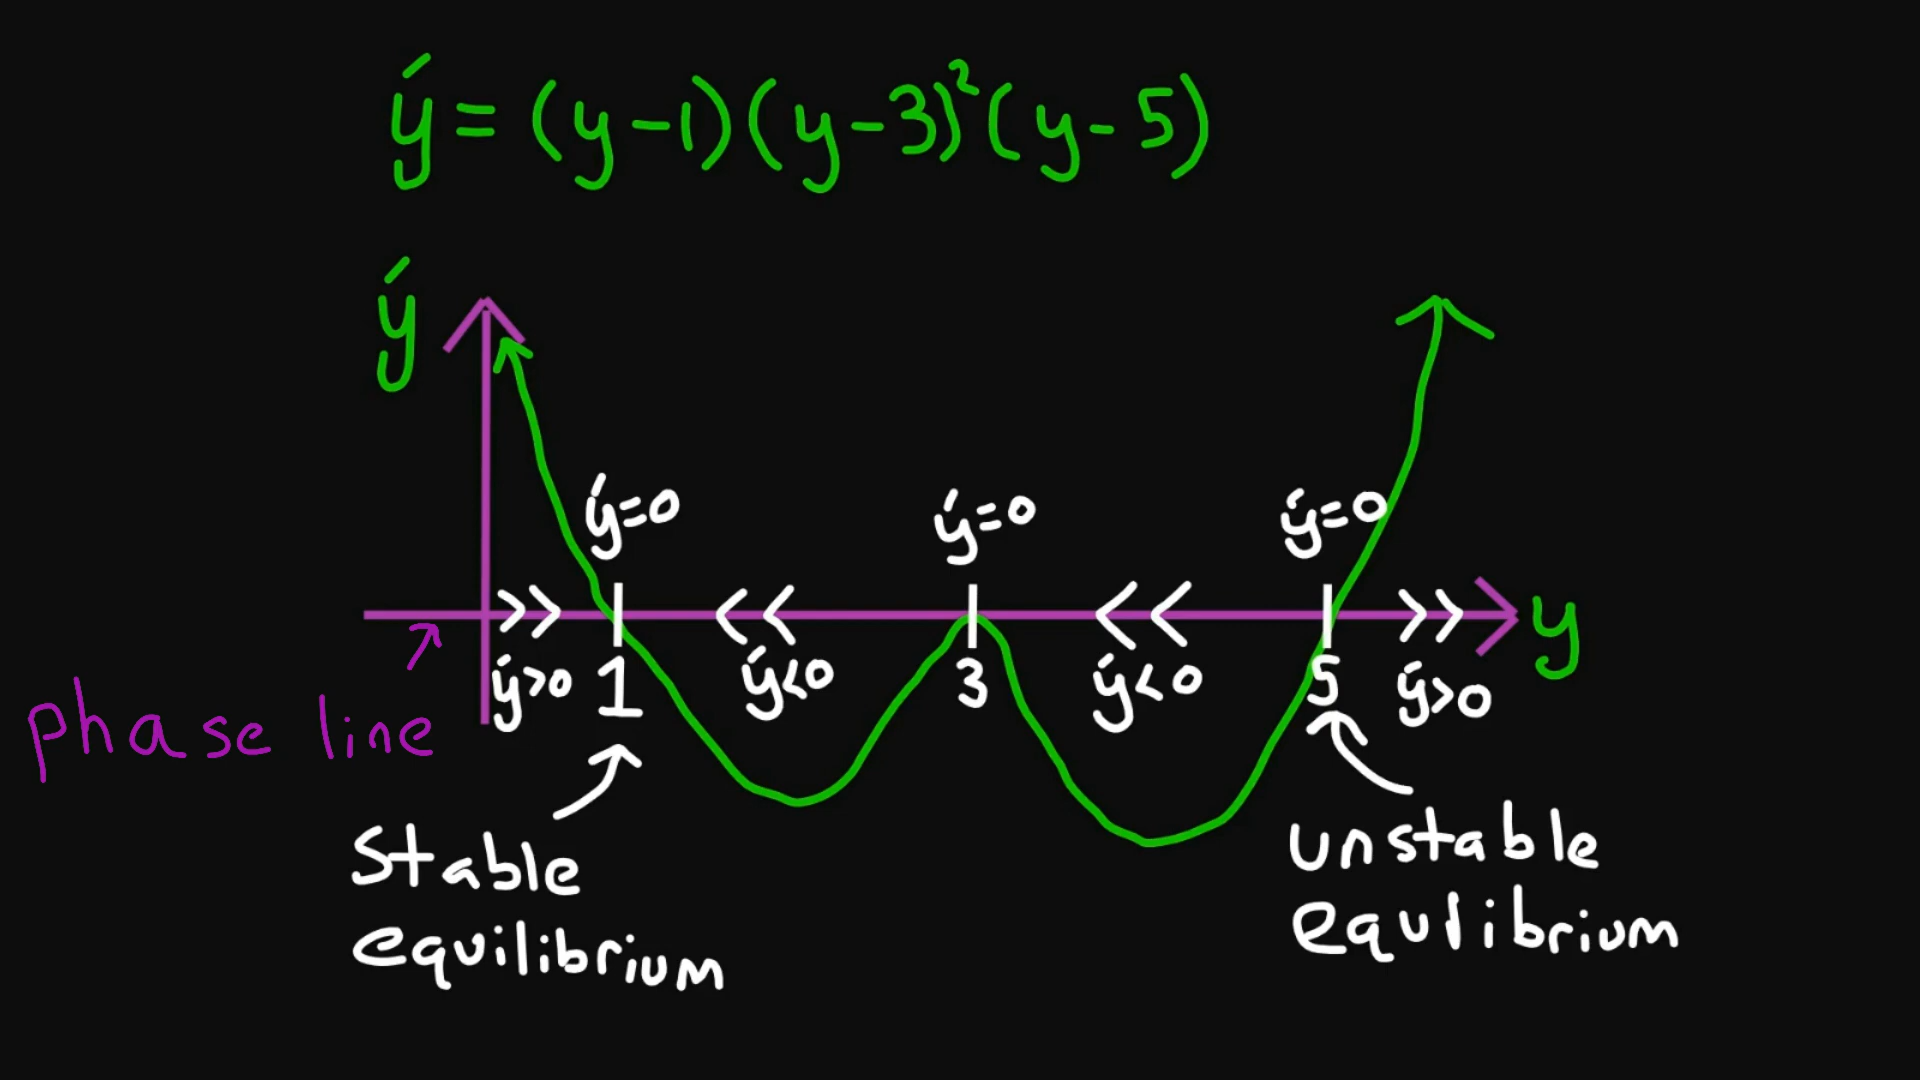 ý = (y-1)(y-3)²(y-5)
ý
ý=0 ý=0 ý=0
>> << << >> y
ý>0 1 ý<0 3 ý<0 5 ý>0
phase line
Stable
equilibrium
unstable
equlibrium